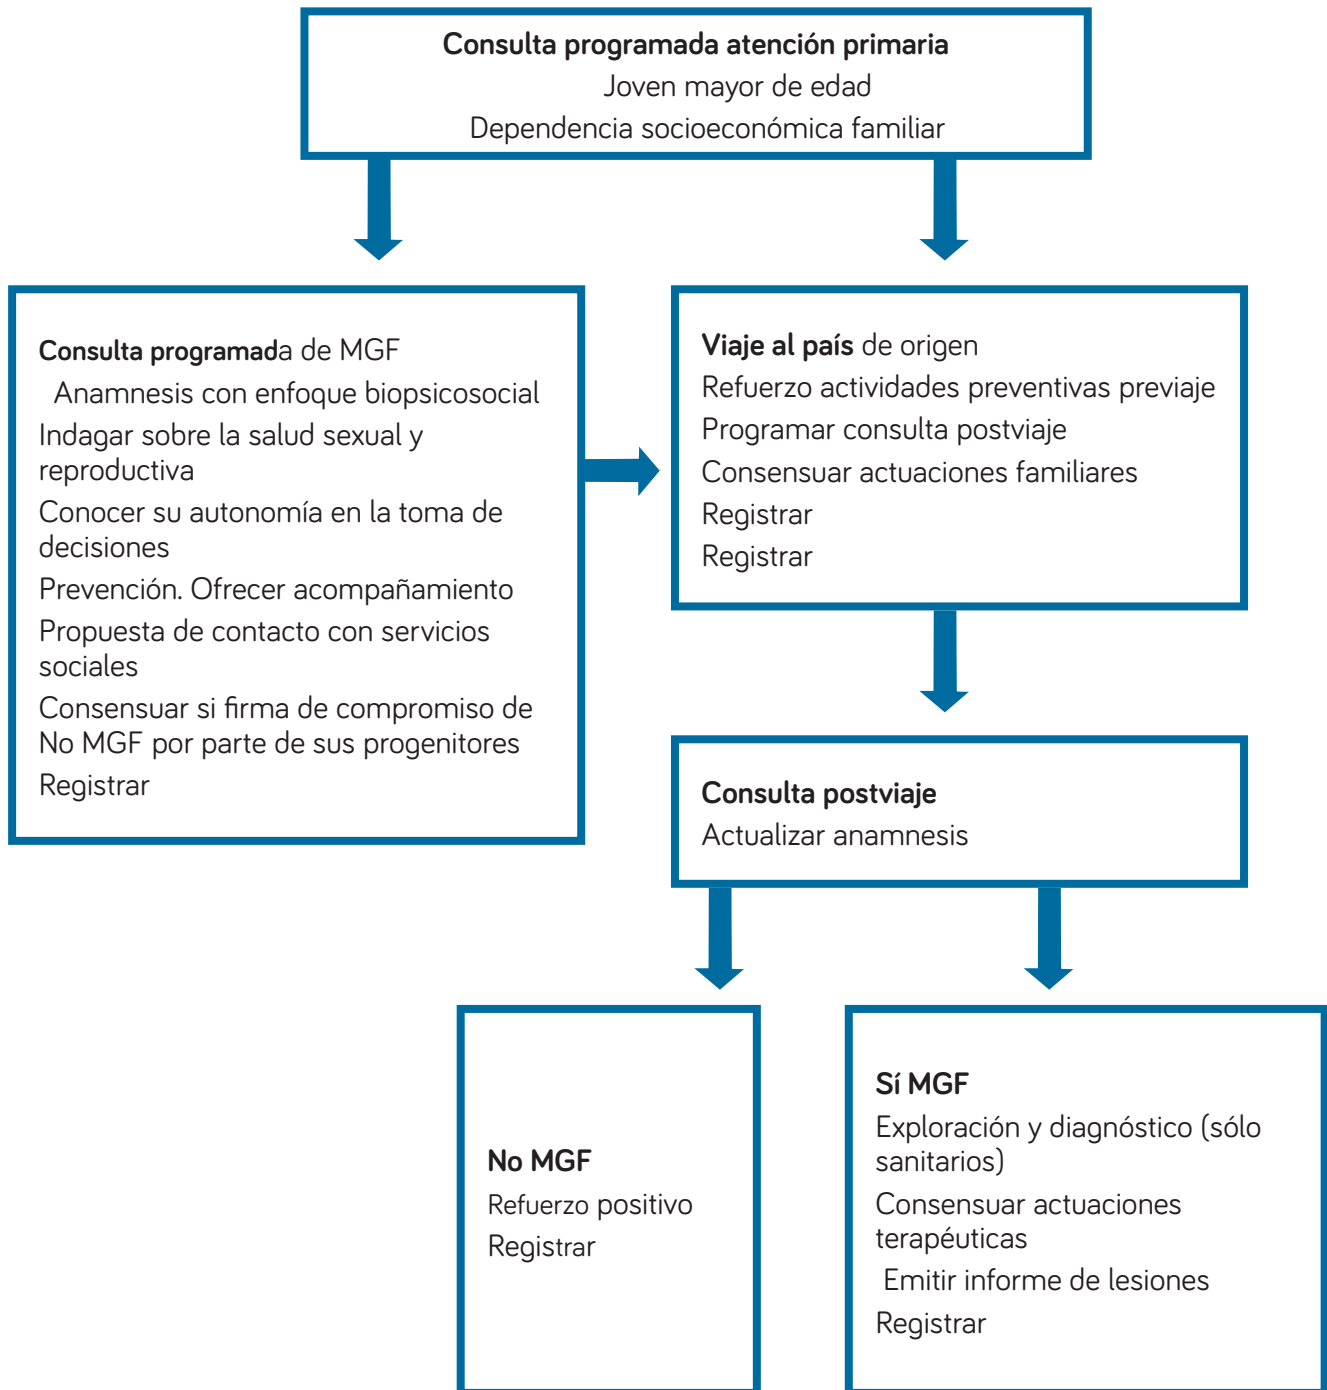 Consulta programada atención primaria
Joven mayor de edad
Dependencia socioeconómica familiar
Consulta programada de MGF
Anamnesis con enfoque biopsicosocial
Indagar sobre la salud sexual y
reproductiva
Conocer su autonomía en la toma de
decisiones
Prevención. Ofrecer acompañamiento
Propuesta de contacto con servicios
sociales
Consensuar si firma de compromiso de
No MGF por parte de sus progenitores
Registrar
Viaje al país de origen
Refuerzo actividades preventivas previaje
Programar consulta postviaje
Consensuar actuaciones familiares
Registrar
Registrar
Consulta postviaje
Actualizar anamnesis
No MGF
Refuerzo positivo
Registrar
Sí MGF
Exploración y diagnóstico (sólo
sanitarios)
Consensuar actuaciones
terapéuticas
Emitir informe de lesiones
Registrar